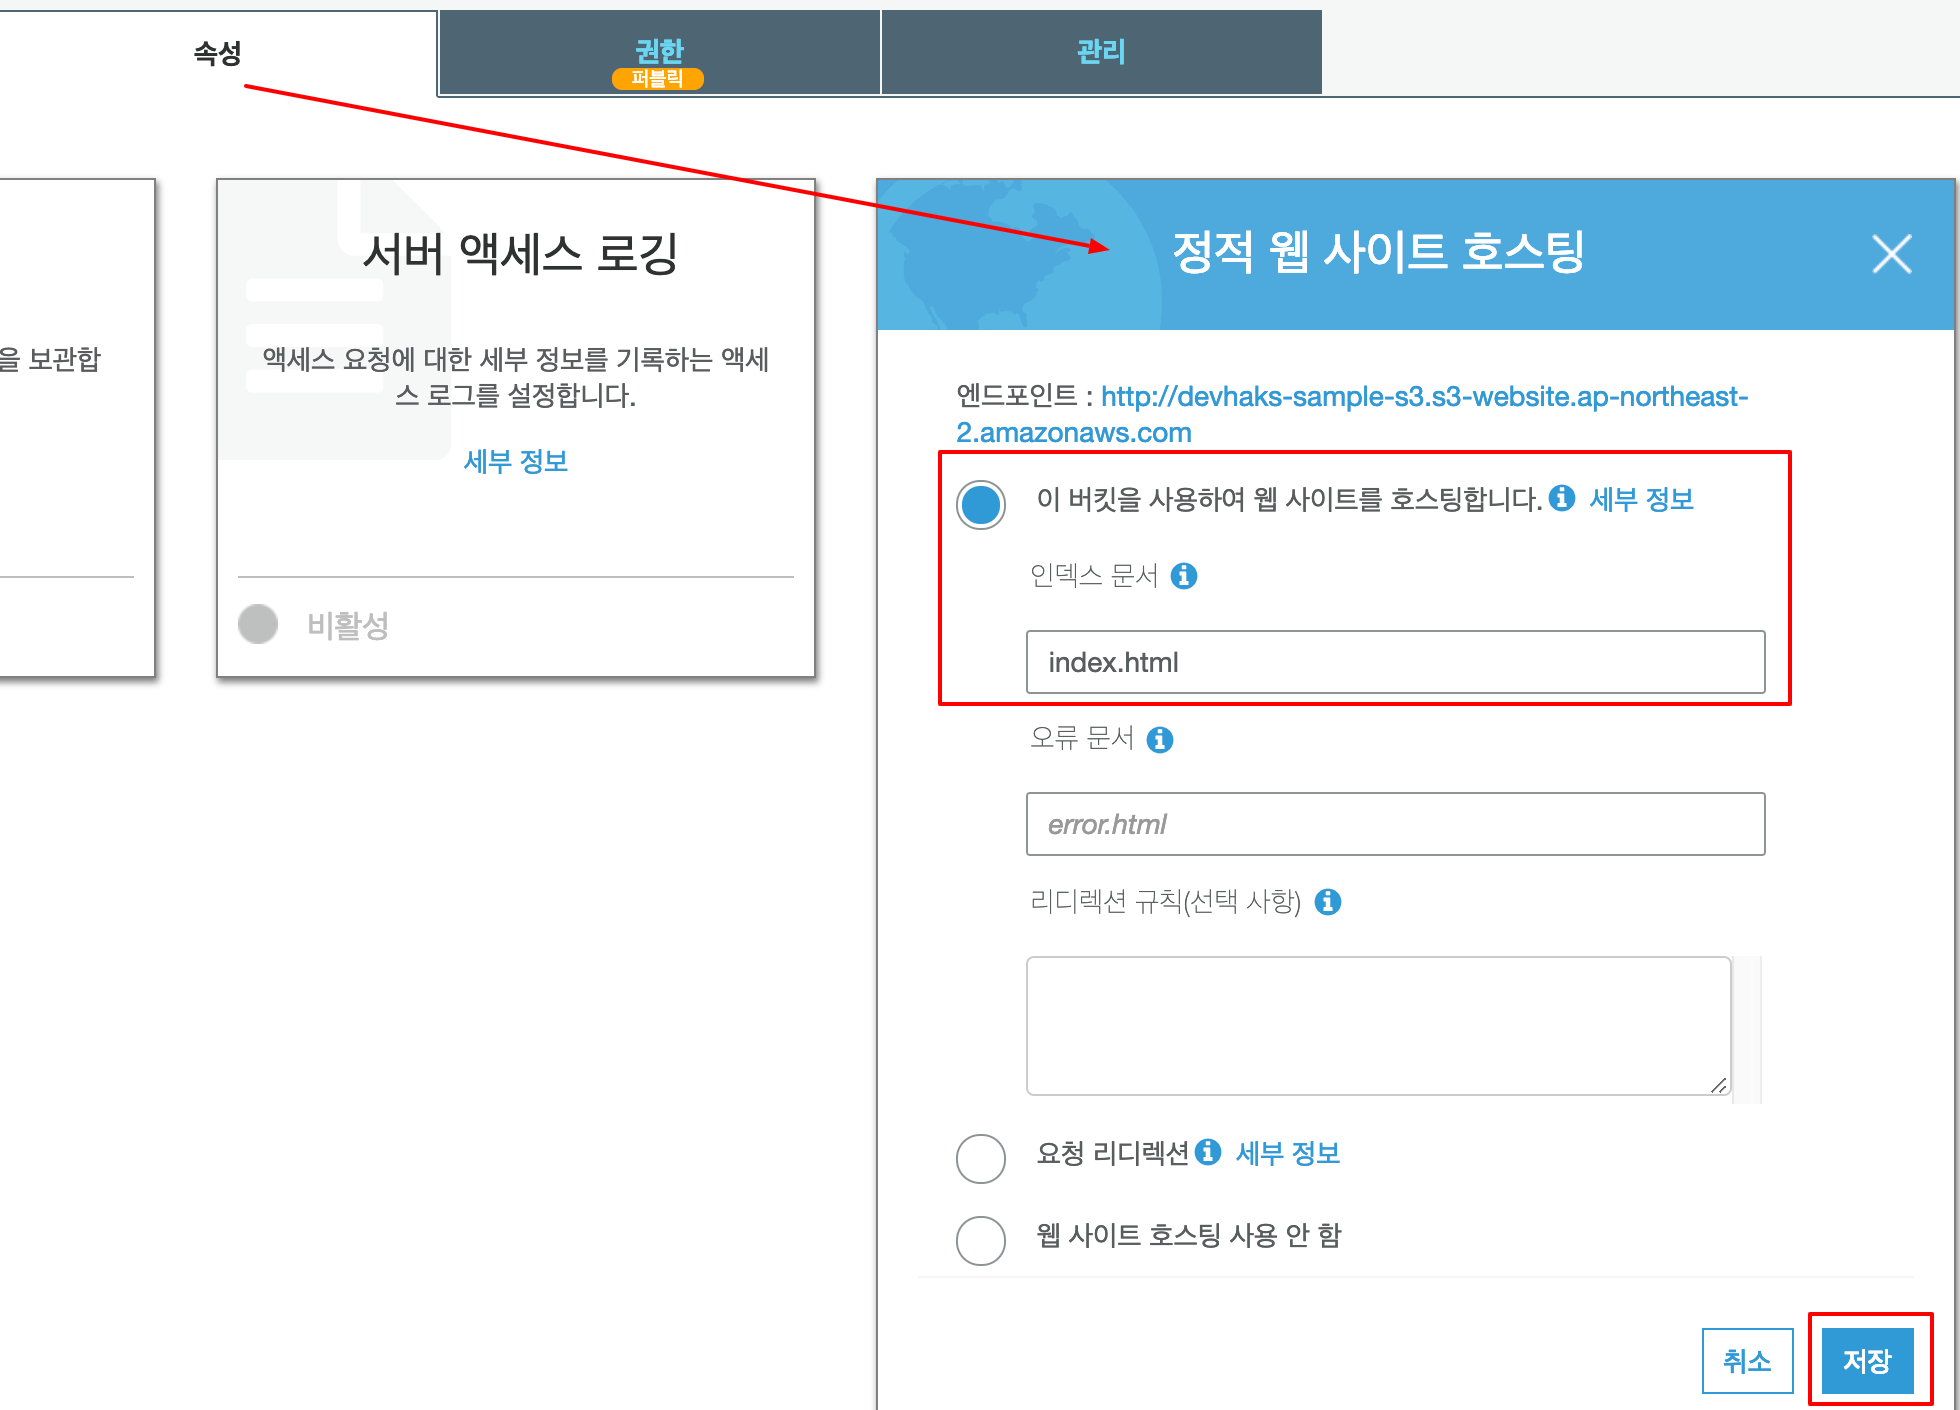 속성
권한
퍼블릭
관리
을 보관합
서버 액세스 로깅
액세스 요청에 대한 세부 정보를 기록하는 액세
스 로그를 설정합니다.
세부 정보
비활성
정적 웹 사이트 호스팅
엔드포인트 : http://devhaks-sample-s3.s3-website.ap-northeast-
2.amazonaws.com
이 버킷을 사용하여 웹 사이트를 호스팅합니다. 세부 정보
인덱스 문서
index.html
오류 문서
error.html
리디렉션 규칙(선택 사항)
요청 리디렉션 세부 정보
웹 사이트 호스팅 사용 안 함
취소
저장